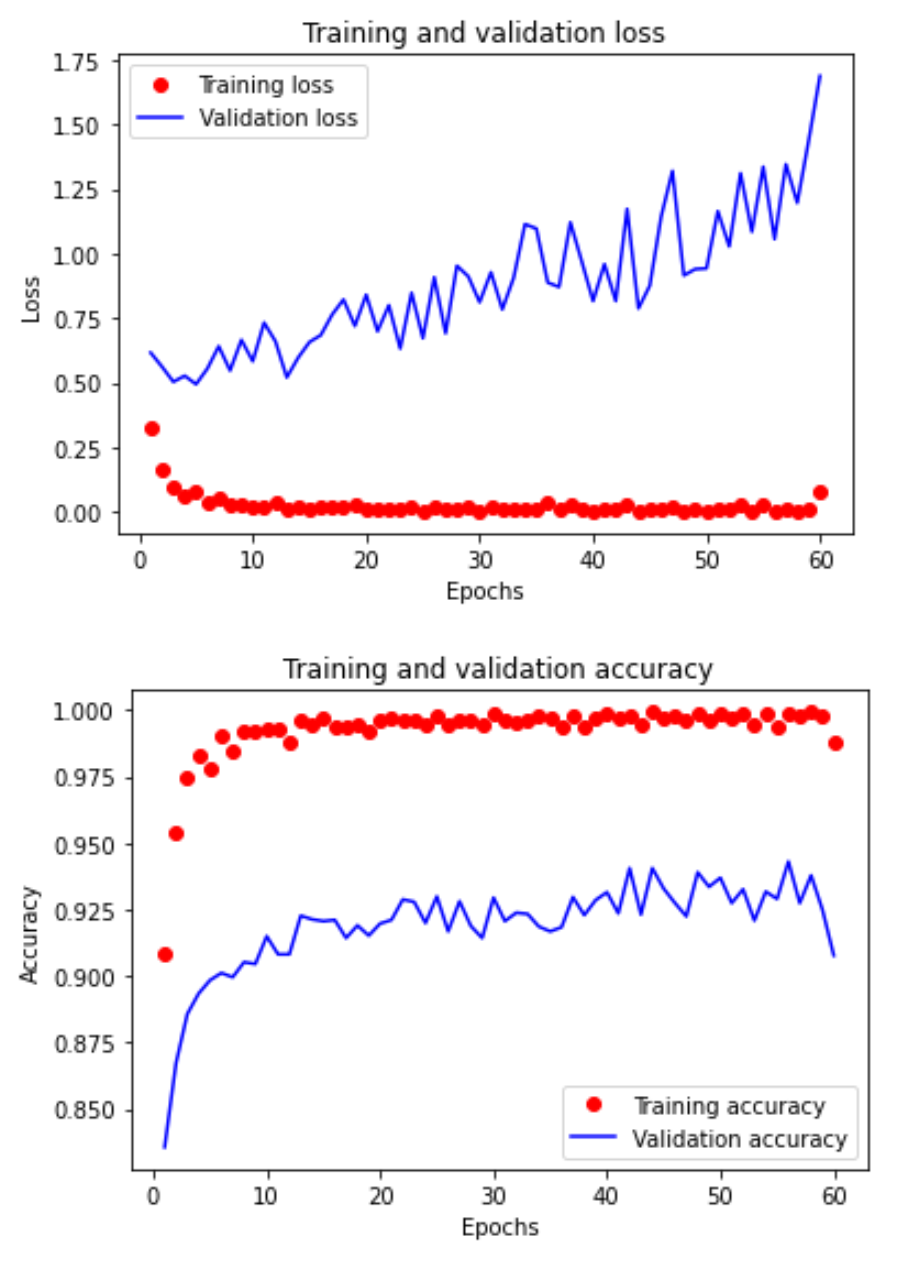 Training and validation loss
1.75
1.50
1.25
1.00
0.75
0.50
0.25
0.00
Loss
Training loss
Validation loss
0 10 20 30 40 50 60
Epochs
Training and validation accuracy
1.000
0.975
0.950
0.925
0.900
0.875
0.850
Accuracy
Training accuracy
Validation accuracy
0 10 20 30 40 50 60
Epochs